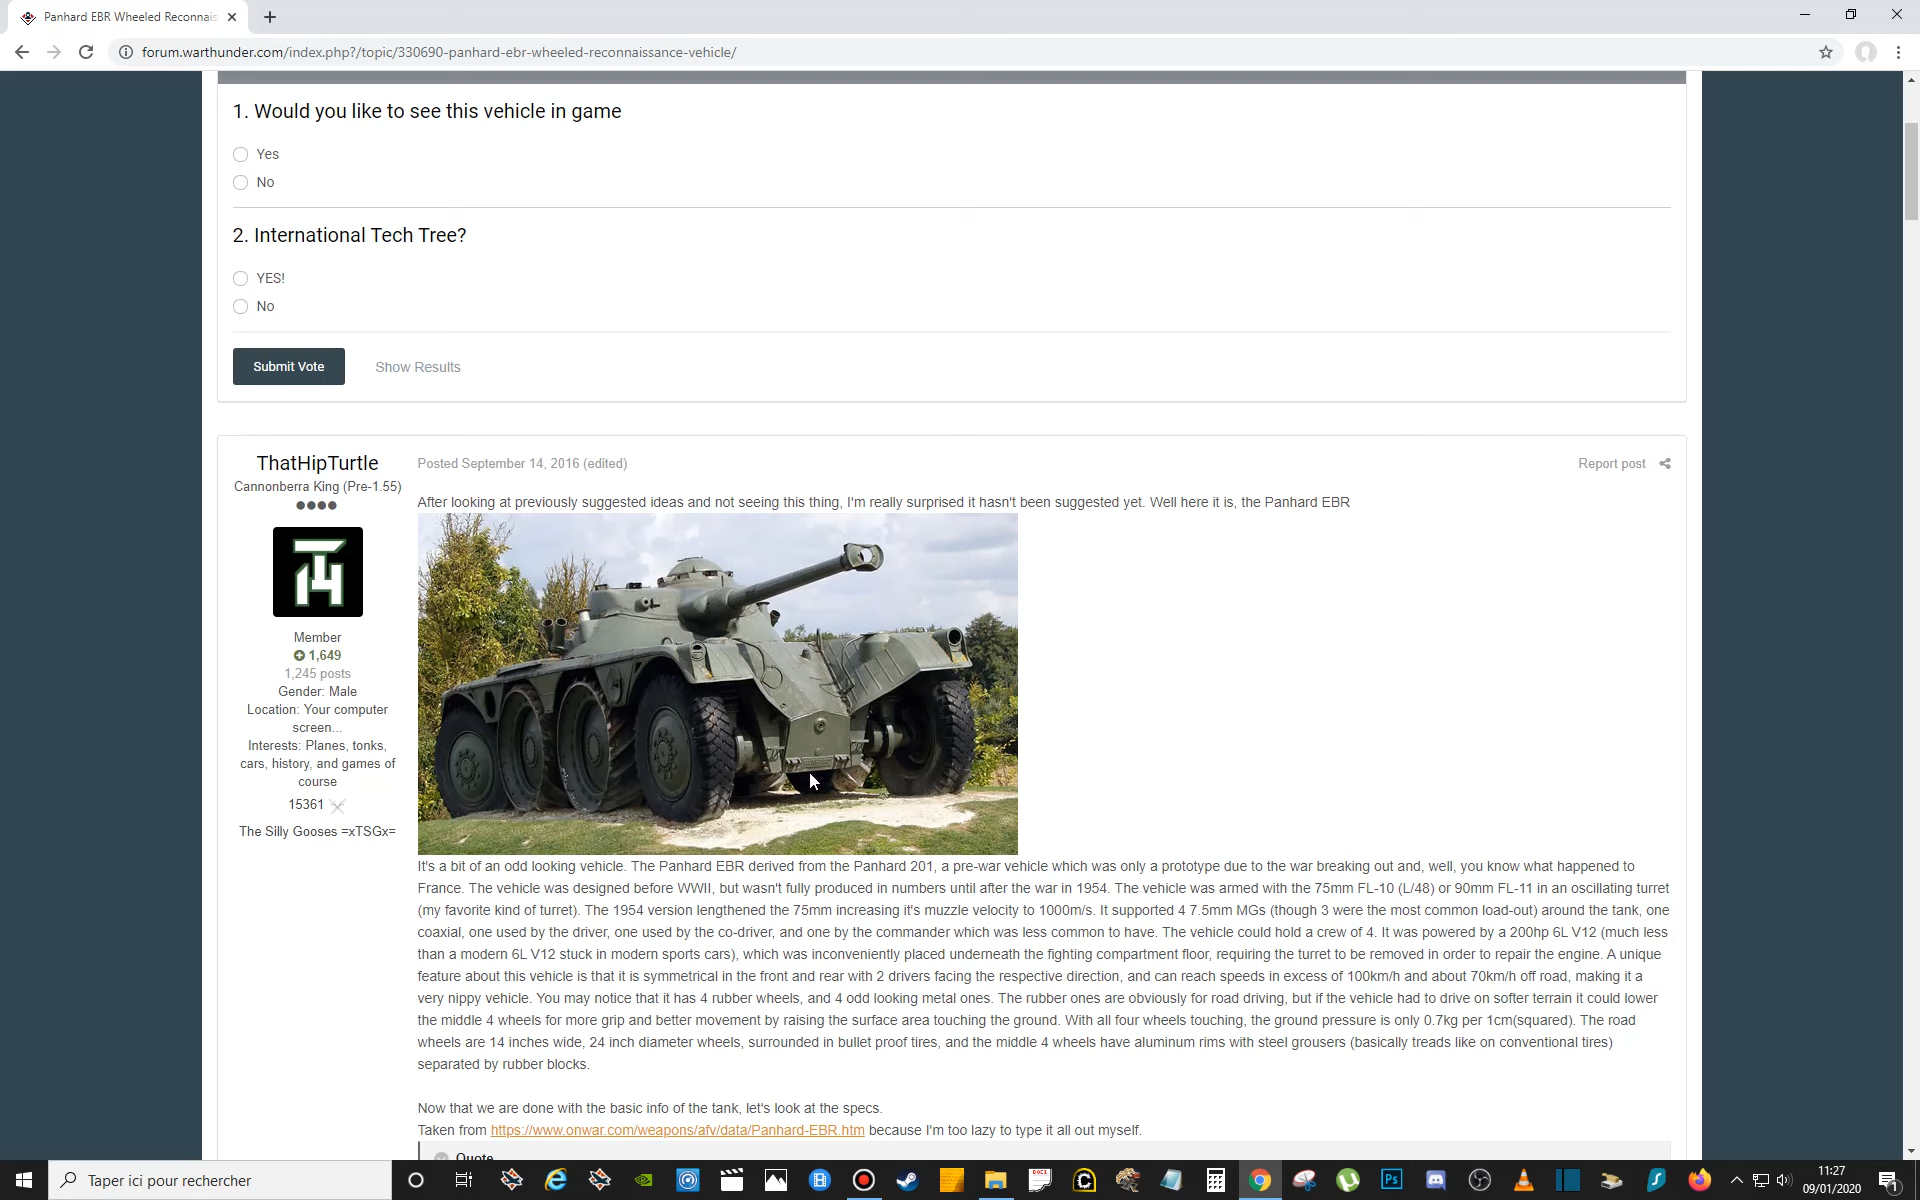 Panhard EBR Wheeled Reconnais
forum.warthunder.com/index.php?/topic/330690-panhard-ebr-wheeled-reconnaissance-vehicle/
1. Would you like to see this vehicle in game
Yes
No
2. International Tech Tree?
YES!
No
Submit Vote Show Results
ThatHipTurtle
Cannonberra King (Pre-1.55)
Member
1,649
1,245 posts
Gender: Male
Location: Your computer
screen...
Interests: Planes, tonks,
cars, history, and games of
course
15361
The Silly Gooses =xTSGx=
Posted September 14, 2016 (edited) Report post
After looking at previously suggested ideas and not seeing this thing, I'm really surprised it hasn't been suggested yet. Well here it is, the Panhard EBR
It's a bit of an odd looking vehicle. The Panhard EBR derived from the Panhard 201, a pre-war vehicle which was only a prototype due to the war breaking out and, well, you know what happened to
France. The vehicle was designed before WWII, but wasn't fully produced in numbers until after the war in 1954. The vehicle was armed with the 75mm FL-10 (L/48) or 90mm FL-11 in an oscillating turret
(my favorite kind of turret). The 1954 version lengthened the 75mm increasing it's muzzle velocity to 1000m/s. It supported 4 7.5mm MGs (though 3 were the most common load-out) around the tank, one
coaxial, one used by the driver, one used by the co-driver, and one by the commander which was less common to have. The vehicle could hold a crew of 4. It was powered by a 200hp 6L V12 (much less
than a modern 6L V12 stuck in modern sports cars), which was inconveniently placed underneath the fighting compartment floor, requiring the turret to be removed in order to repair the engine. A unique
feature about this vehicle is that it is symmetrical in the front and rear with 2 drivers facing the respective direction, and can reach speeds in excess of 100km/h and about 70km/h off road, making it a
very nippy vehicle. You may notice that it has 4 rubber wheels, and 4 odd looking metal ones. The rubber ones are obviously for road driving, but if the vehicle had to drive on softer terrain it could lower
the middle 4 wheels for more grip and better movement by raising the surface area touching the ground. With all four wheels touching, the ground pressure is only 0.7kg per 1cm(squared). The road
wheels are 14 inches wide, 24 inch diameter wheels, surrounded in bullet proof tires, and the middle 4 wheels have aluminum rims with steel grousers (basically treads like on conventional tires)
separated by rubber blocks.
Now that we are done with the basic info of the tank, let's look at the specs.
Taken from https://www.onwar.com/weapons/afv/data/Panhard-EBR.htm because I'm too lazy to type it all out myself.
Quote
Taper ici pour rechercher
11:27
09/01/2020